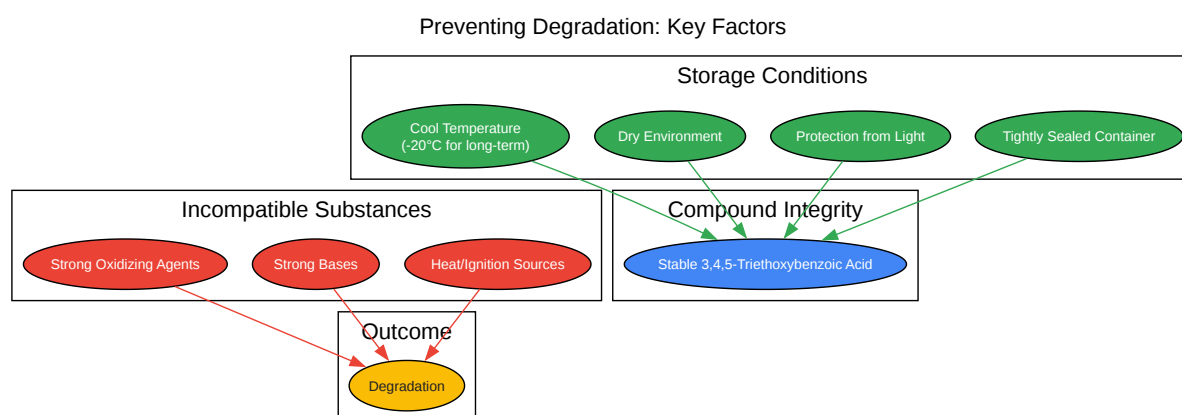 Preventing Degradation: Key Factors
Storage Conditions
Cool Temperature
(-20°C for long-term)
Dry Environment
Protection from Light
Tightly Sealed Container
Incompatible Substances
Strong Oxidizing Agents
Strong Bases
Heat/Ignition Sources
Compound Integrity
Stable 3,4,5-Triethoxybenzoic Acid
Outcome
Degradation